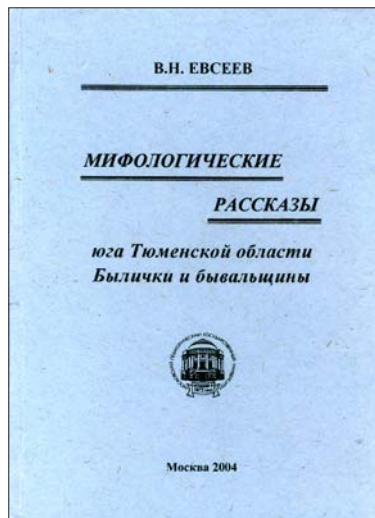 В.Н. ЕВСЕЕВ
МИФОЛОГИЧЕСКИЕ
РАССКАЗЫ
юга Тюменской области
Былички и бывальщины
Москва 2004